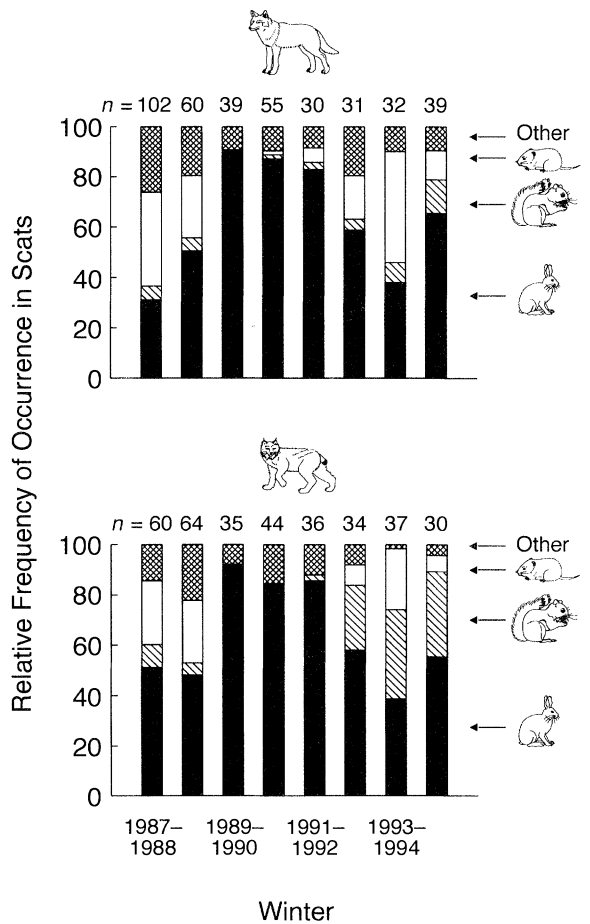 n = 102 60 39 55 30 31 32 39
100
80
60
40
20
0
Other
n = 60 64 35 44 36 34 37 30
100
80
60
40
20
0
Other
Relative Frequency of Occurrence in Scats
1987– 1989– 1991– 1993–
1988 1990 1992 1994
Winter